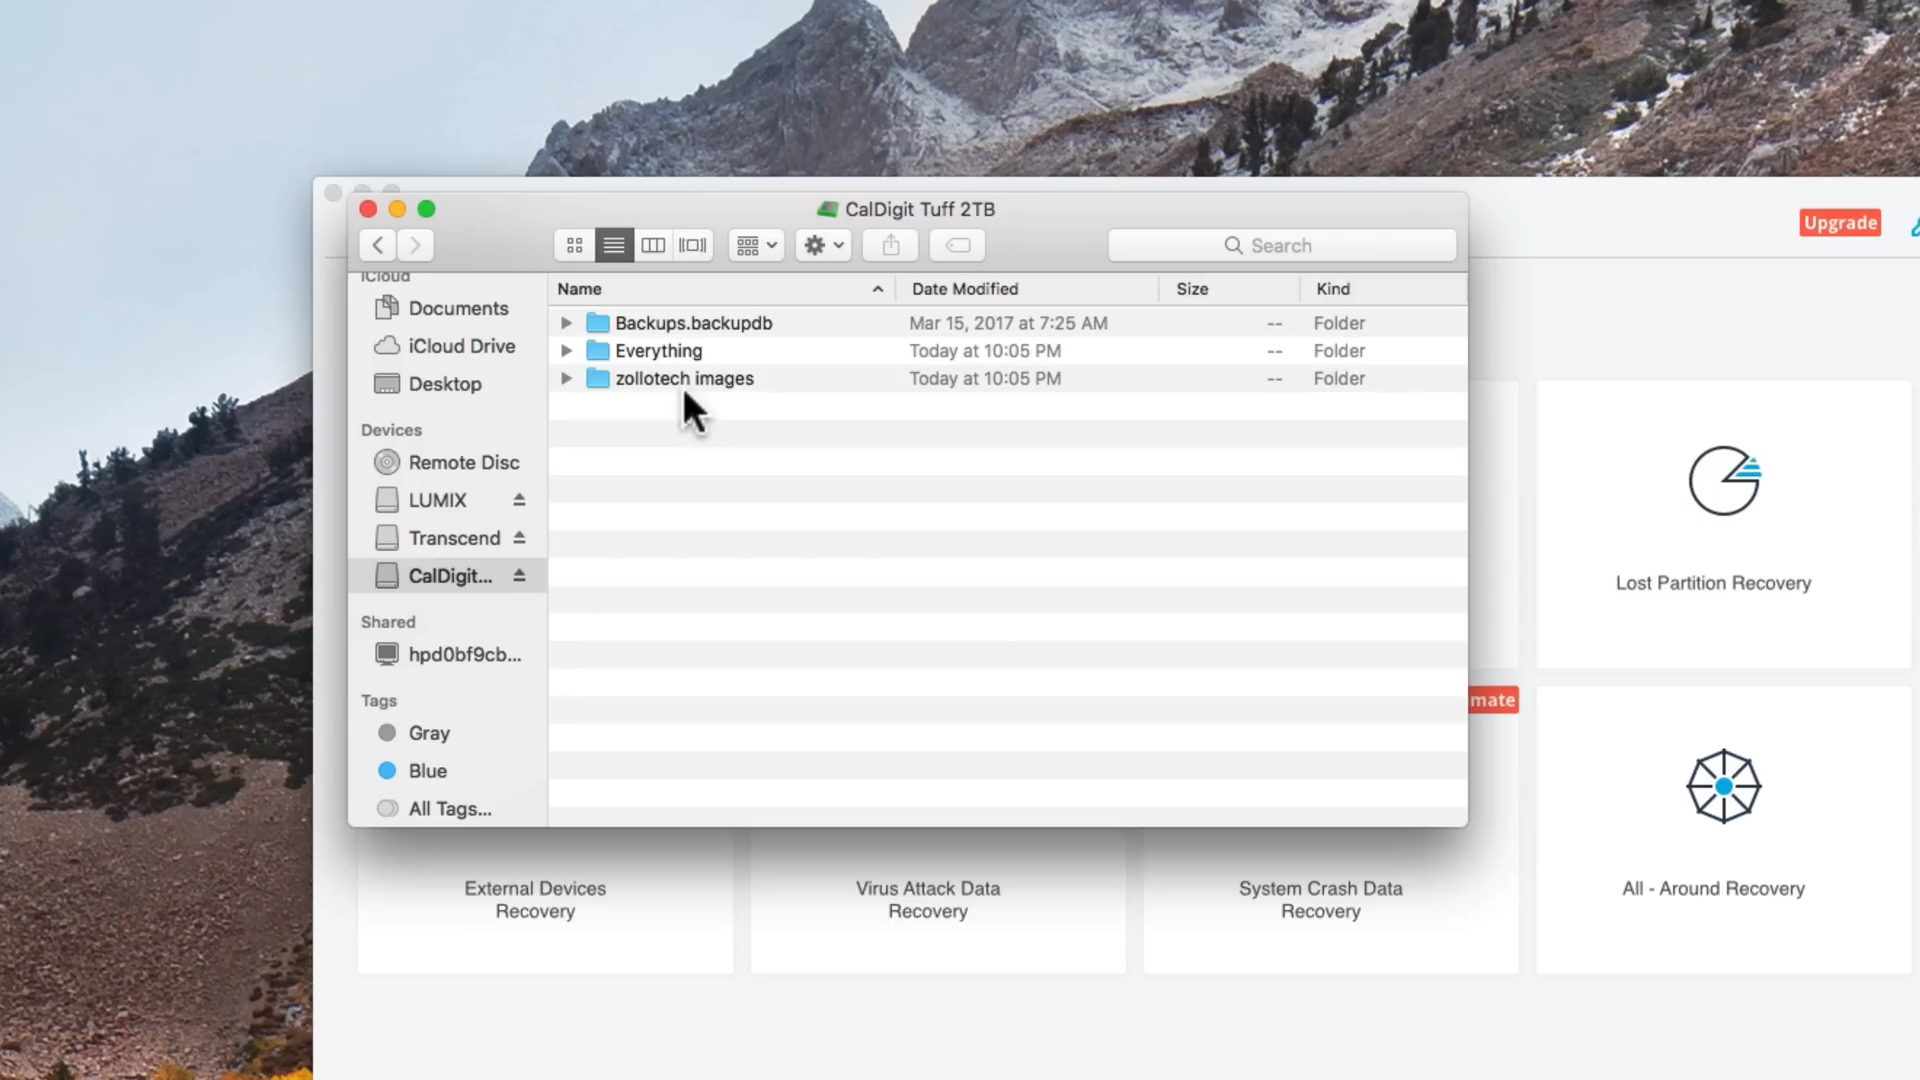 CalDigit Tuff 2TB
Upgrade
Search
iCloud
Documents
iCloud Drive
Desktop
Devices
Remote Disc
LUMIX
Transcend
CalDigit...
Shared
hpd0bf9cb...
Tags
Gray
Blue
All Tags...
Name Date Modified Size Kind
Backups.backupdb Mar 15, 2017 at 7:25 AM -- Folder
Everything Today at 10:05 PM -- Folder
zollotech images Today at 10:05 PM -- Folder
Lost Partition Recovery
mate
External Devices
Recovery
Virus Attack Data
Recovery
System Crash Data
Recovery
All - Around Recovery